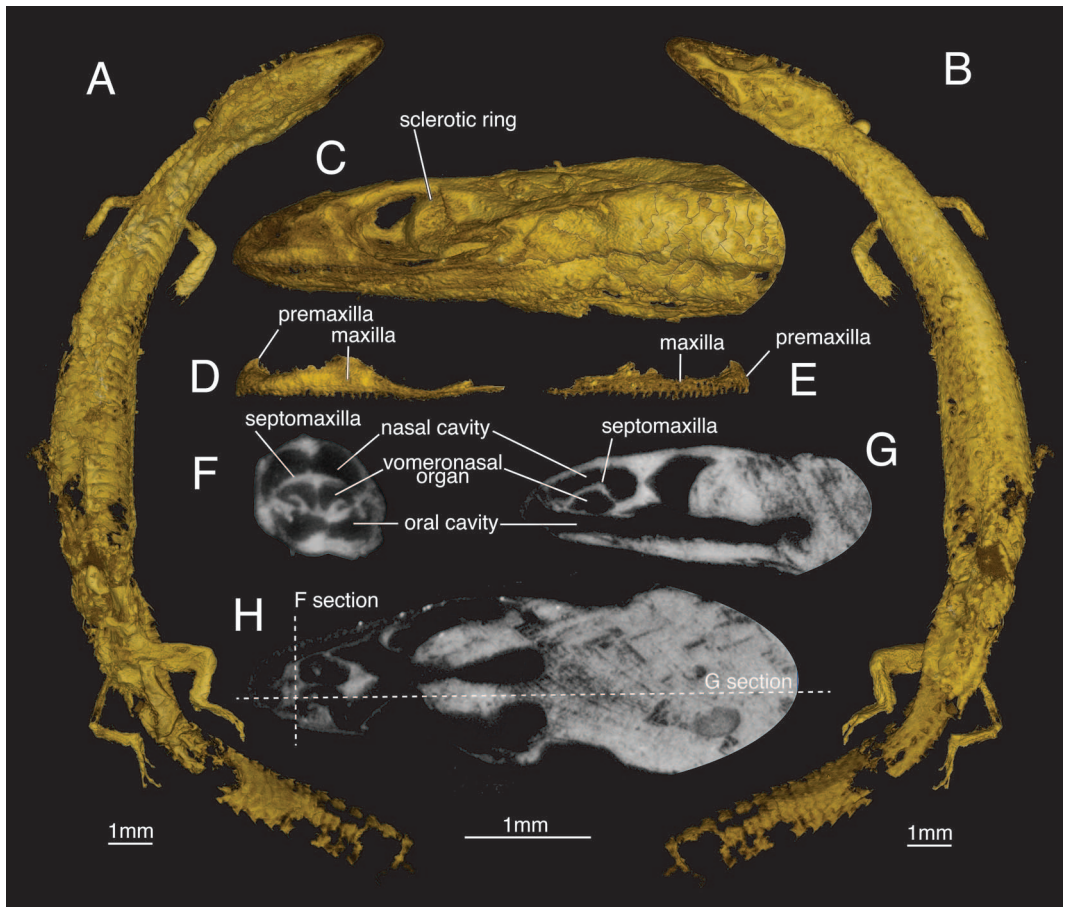 A
B
sclerotic ring
C
premaxilla
maxilla
D
maxilla
premaxilla
E
septomaxilla
nasal cavity
septomaxilla
F
vomeronasal
organ
G
oral cavity
H
F section
G section
1mm
1mm
1mm